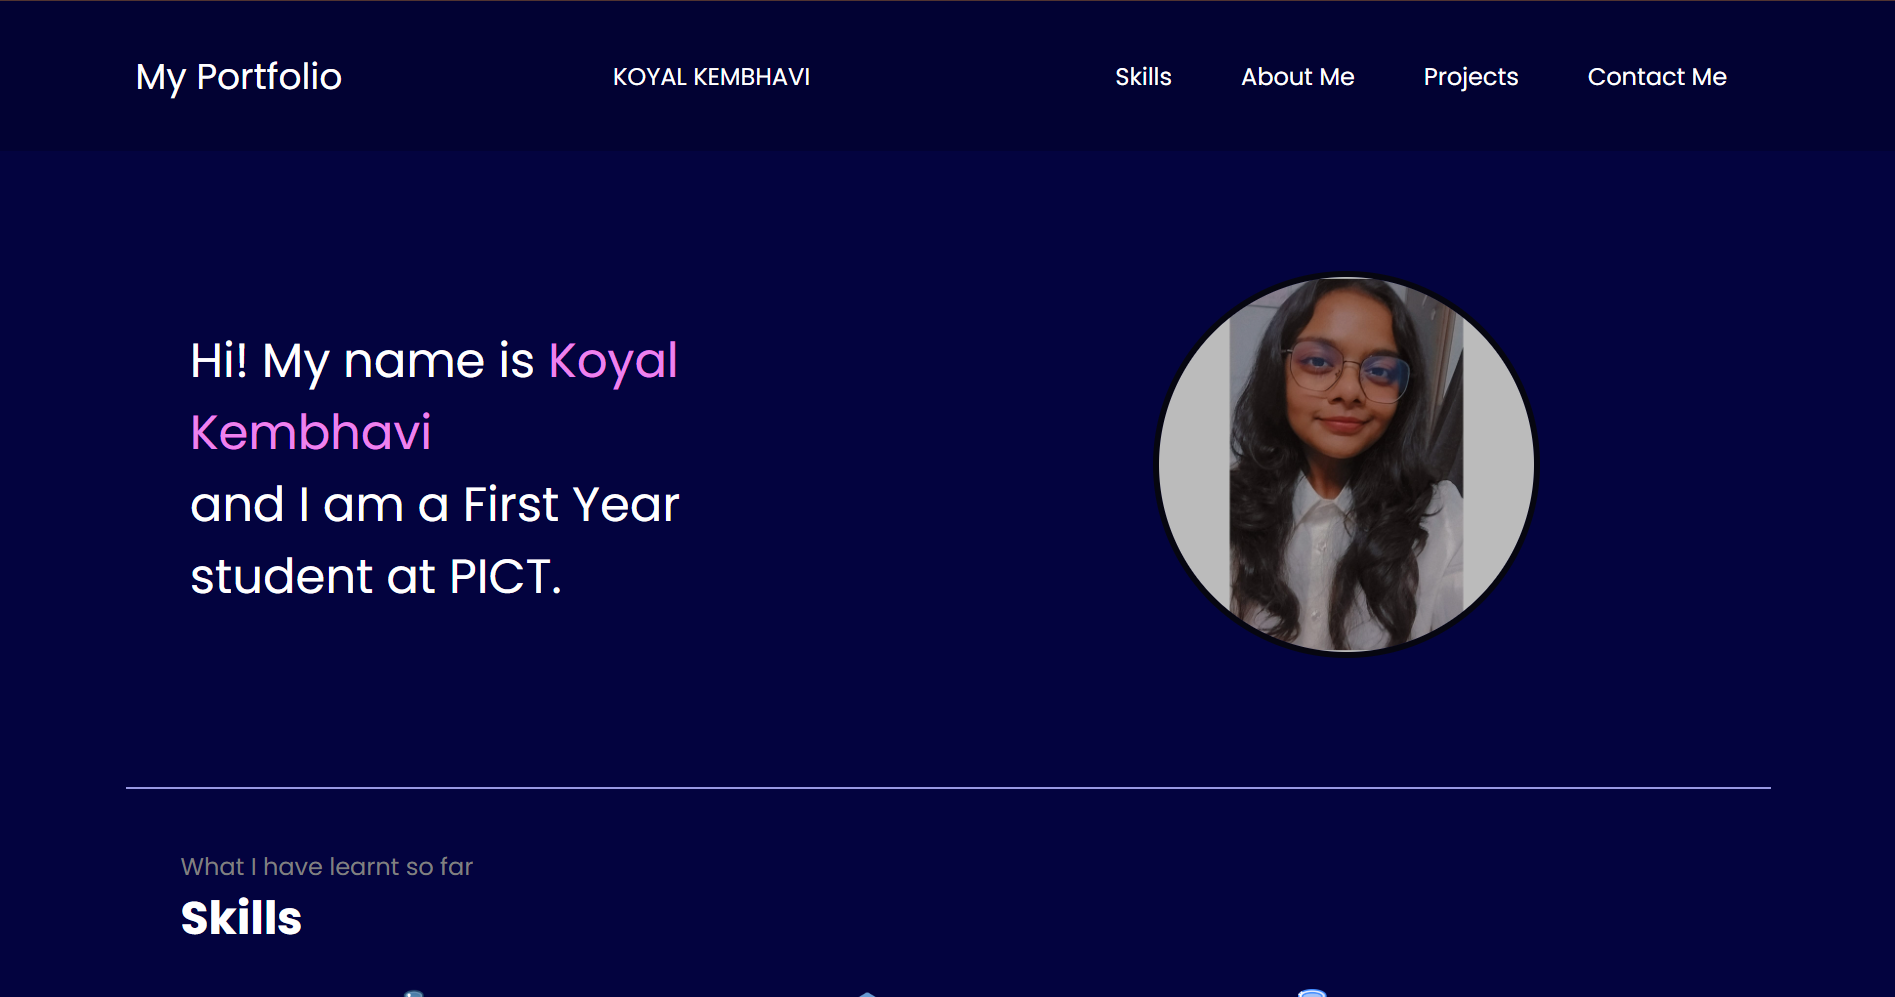 My Portfolio
KOYAL KEMBHAVI
Skills
About Me
Projects
Contact Me
Hi! My name is Koyal
Kembhavi
and I am a First Year
student at PICT.
What I have learnt so far
Skills